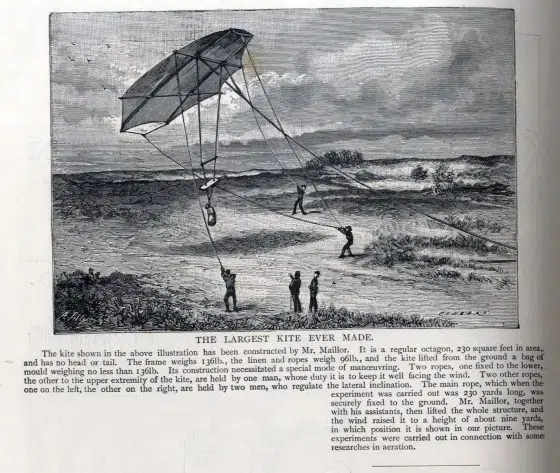 THE LARGEST KITE EVER MADE.
The kite shown in the above illustration has been constructed by Mr. Maillor. It is a regular octagon, 230 square feet in area,
and has no head or tail. The frame weighs 136lb., the linen and ropes weigh 96lb., and the kite lifted from the ground a bag of
mould weighing no less than 136lb. Its construction necessitated a special mode of manœuvring. Two ropes, one fixed to the lower,
the other to the upper extremity of the kite, are held by one man, whose duty it is to keep it well facing the wind. Two other ropes,
one on the left, the other on the right, are held by two men, who regulate the lateral inclination. The main rope, which when the
experiment was carried out was 230 yards long, was
securely fixed to the ground. Mr. Maillor, together
with his assistants, then lifted the whole structure, and
the wind raised it to a height of about nine yards,
in which position it is shown in our picture. These
experiments were carried out in connection with some
researches in aeration.